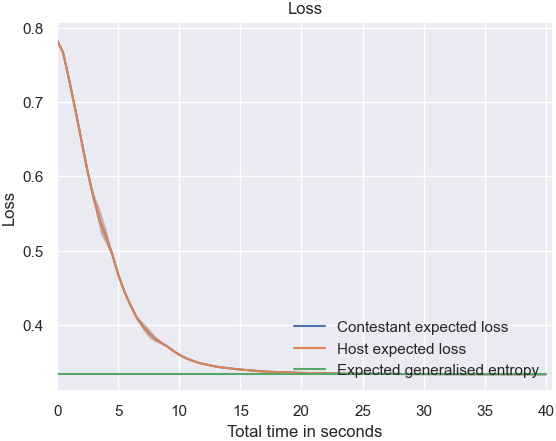 Loss
0.8
0.7
0.6
0.5
0.4
Loss
Contestant expected loss
Host expected loss
Expected generalised entropy
0 5 10 15 20 25 30 35 40
Total time in seconds